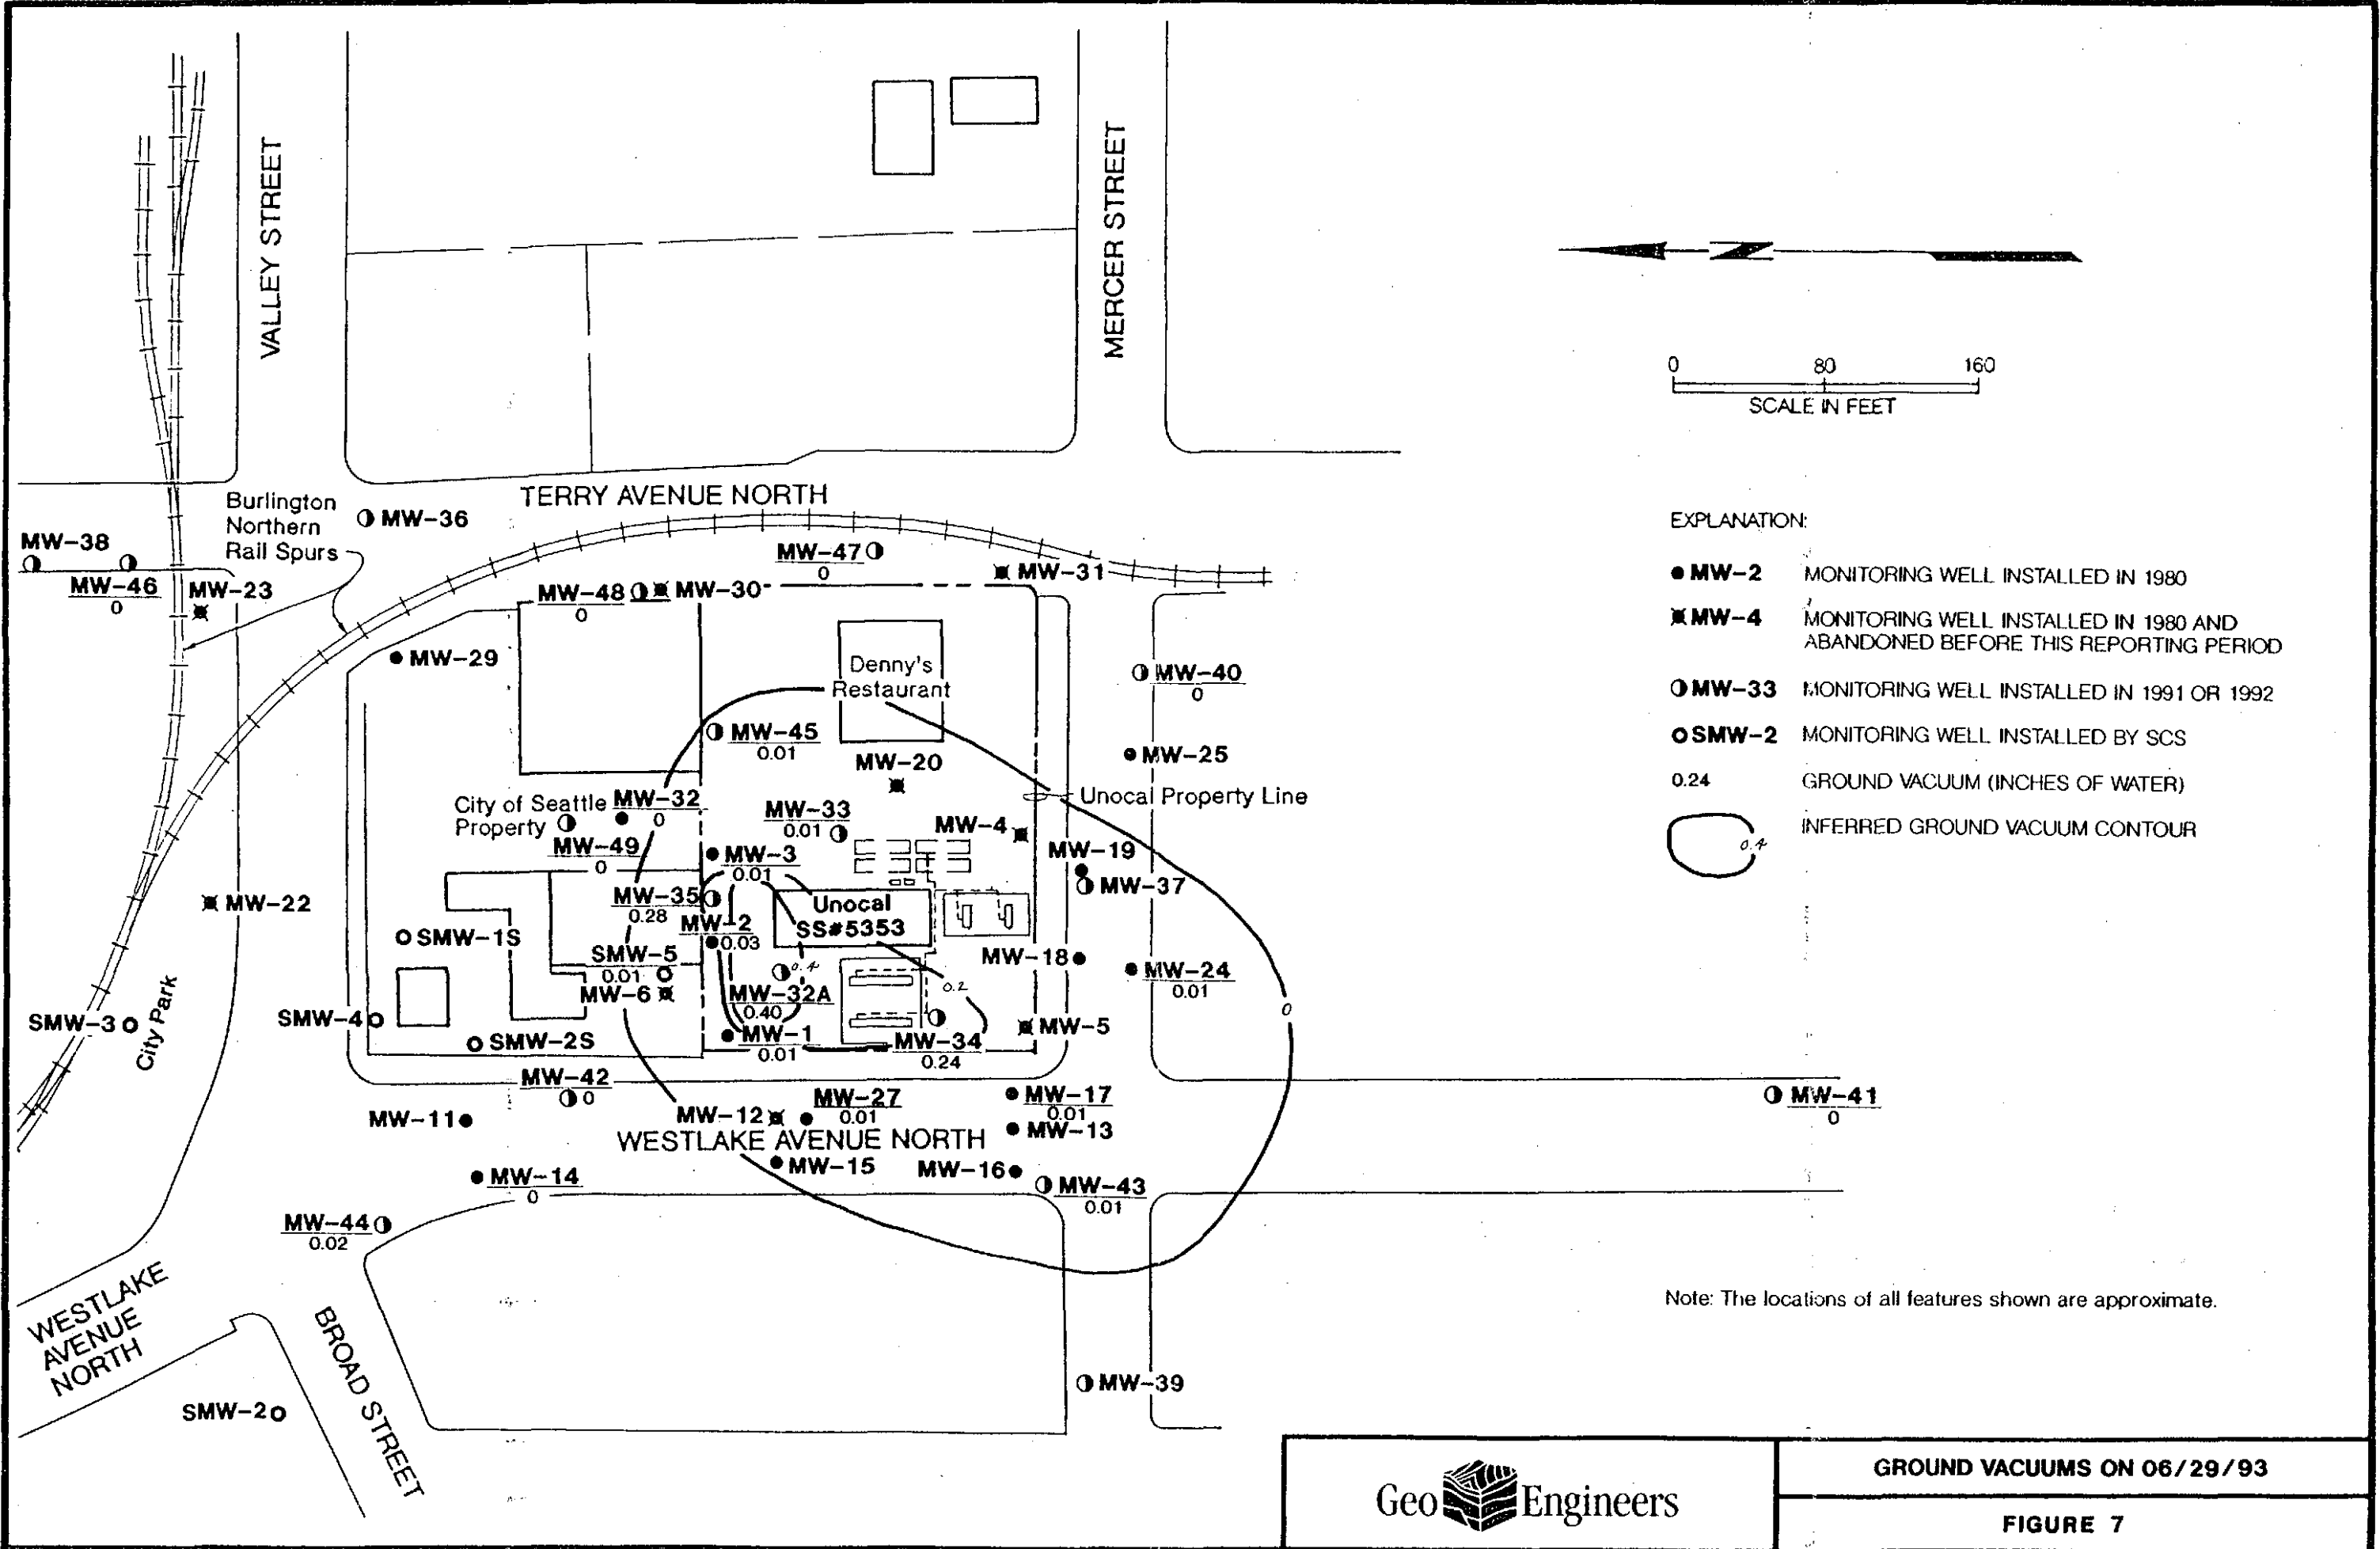 VALLEY STREET
MERCER STREET
0 80 160
SCALE IN FEET
TERRY AVENUE NORTH
Burlington
Northern
Rail Spurs
MW-36
MW-38
MW-46
0
MW-23
MW-47
0
MW-31
MW-48
0
MW-30
MW-29
Denny's
Restaurant
MW-40
0
MW-45
0.01
MW-25
MW-20
Unocal Property Line
City of Seattle
Property
MW-32
0
MW-33
0.01
MW-4
MW-49
0
MW-3
0.01
MW-19
MW-37
MW-35
0.28
MW-22
Unocal
SS#5353
MW-2
0.03
SMW-1S
SMW-5
0.01
MW-18
MW-24
0.01
0.4
MW-6
MW-32A
0.40
0.2
0
City Park
SMW-3
SMW-4
SMW-2S
MW-1
0.01
MW-34
0.24
MW-5
MW-42
0
MW-11
MW-12
MW-27
0.01
MW-17
0.01
MW-13
MW-41
0
WESTLAKE AVENUE NORTH
MW-14
0
MW-15
MW-16
MW-43
0.01
MW-44
0.02
WESTLAKE
AVENUE
NORTH
BROAD STREET
SMW-2
MW-39
EXPLANATION:
MW-2 MONITORING WELL INSTALLED IN 1980
MW-4 MONITORING WELL INSTALLED IN 1980 AND
ABANDONED BEFORE THIS REPORTING PERIOD
MW-33 MONITORING WELL INSTALLED IN 1991 OR 1992
SMW-2 MONITORING WELL INSTALLED BY SCS
0.24 GROUND VACUUM (INCHES OF WATER)
0.4 INFERRED GROUND VACUUM CONTOUR
Note: The locations of all features shown are approximate.
Geo Engineers
GROUND VACUUMS ON 06/29/93
FIGURE 7